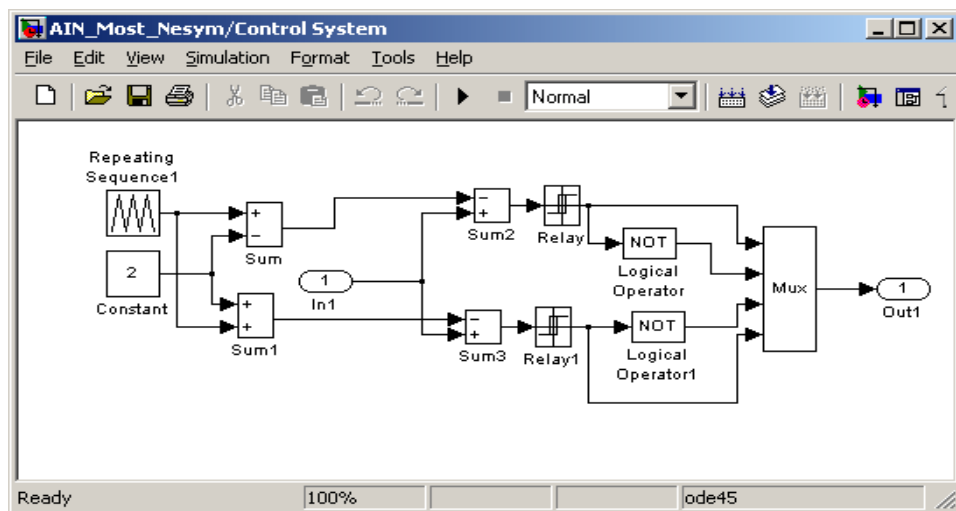 AIN_Most_Nesym/Control System
File Edit View Simulation Format Tools Help
Normal
Repeating
Sequence1
+
−
Sum
2
Constant
+
+
Sum1
1
In1
−
+
Sum2
Relay
NOT
Logical
Operator
−
+
Sum3
Relay1
NOT
Logical
Operator1
Mux
1
Out1
Ready 100% ode45